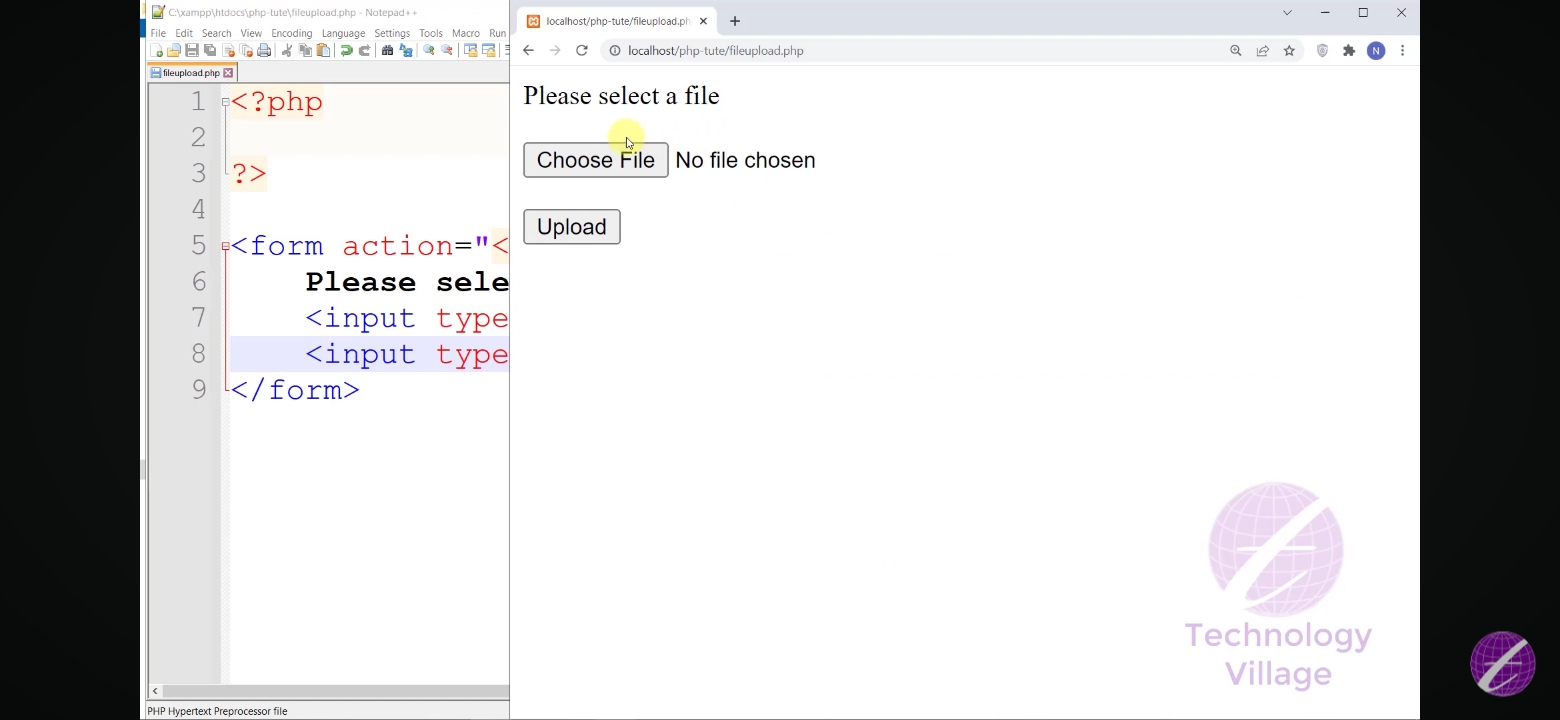 C:\xampp\htdocs\php-tute\fileupload.php - Notepad++
File Edit Search View Encoding Language Settings Tools Macro Run
fileupload.php
1 <?php
2
3 ?>
4
5 <form action="<
6 Please sele
7 <input type
8 <input type
9 </form>
PHP Hypertext Preprocessor file
localhost/php-tute/fileupload.ph
localhost/php-tute/fileupload.php
N
Please select a file
Choose File No file chosen
Upload
Technology
Village